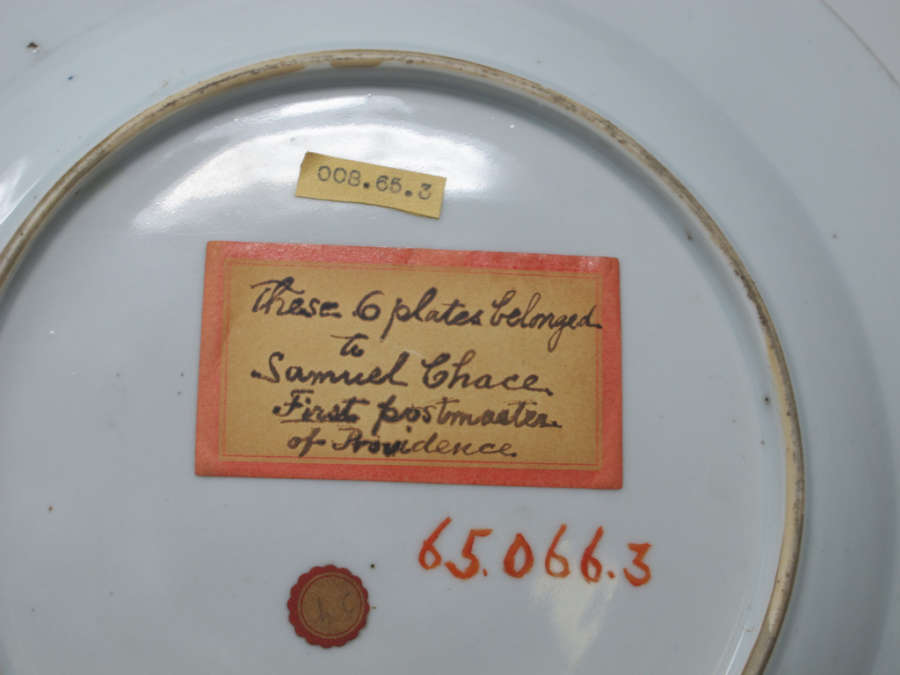 008.65.3
These 6 plates belonged
to
Samuel Chace
First postmaster
of Providence
65.066.3